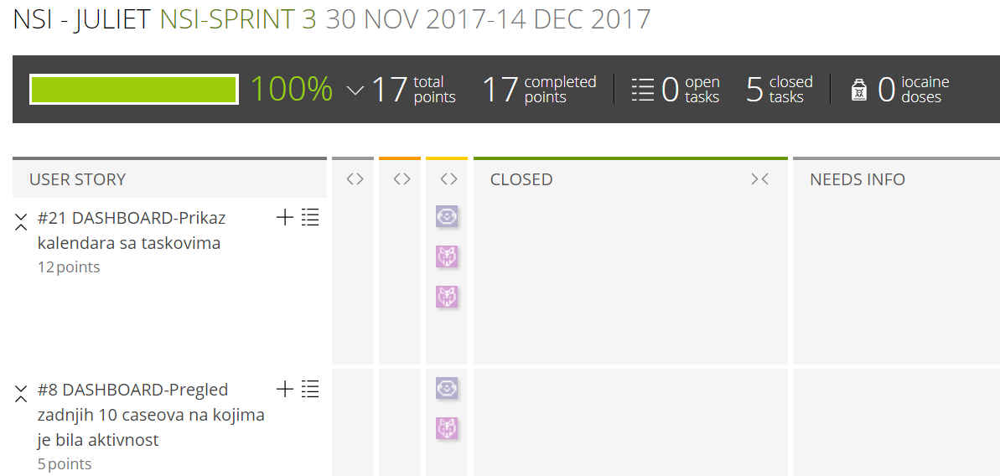 NSI - JULIET NSI-SPRINT 3 30 NOV 2017-14 DEC 2017
100% 17 total points 17 completed points 0 open tasks 5 closed tasks 0 iocaine doses
USER STORY CLOSED NEEDS INFO
#21 DASHBOARD-Prikaz
kalendara sa taskovima
12 points
#8 DASHBOARD-Pregled
zadnjih 10 caseova na kojima
je bila aktivnost
5 points